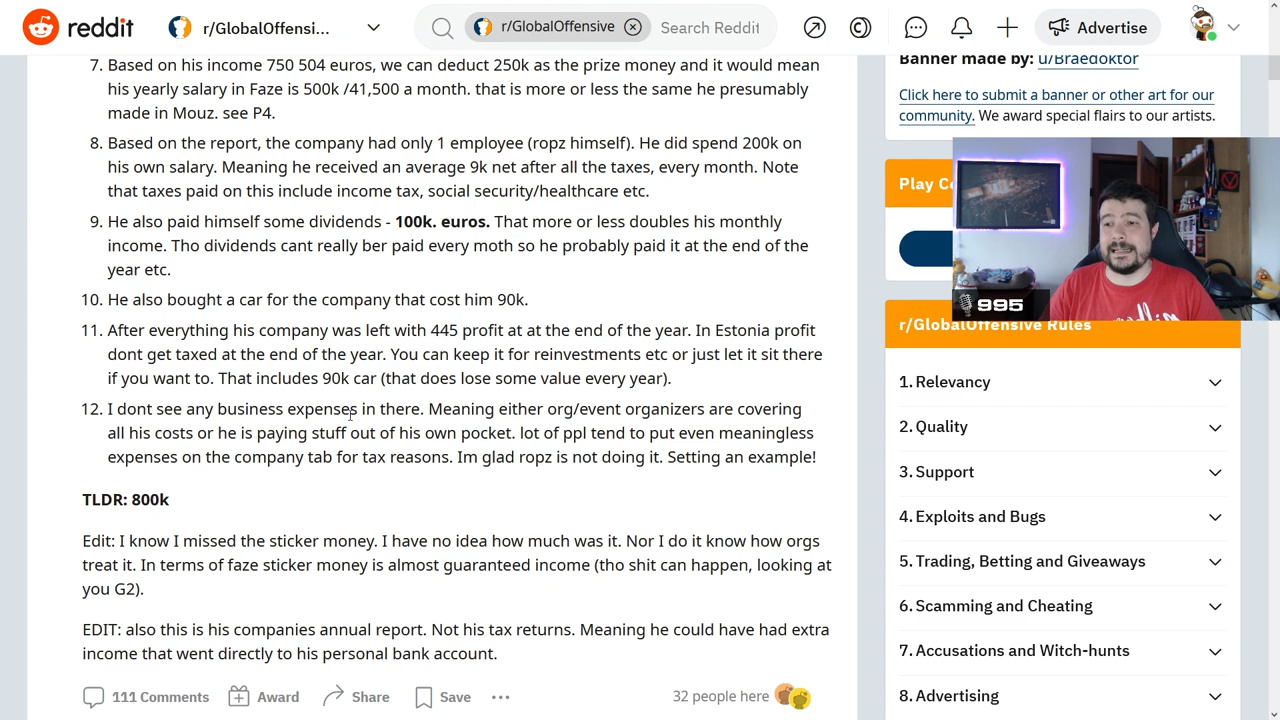 reddit
r/GlobalOffensi...
r/GlobalOffensive
Search Reddit
Advertise
7. Based on his income 750 504 euros, we can deduct 250k as the prize money and it would mean
his yearly salary in Faze is 500k /41,500 a month. that is more or less the same he presumably
made in Mouz. see P4.
8. Based on the report, the company had only 1 employee (ropz himself). He did spend 200k on
his own salary. Meaning he received an average 9k net after all the taxes, every month. Note
that taxes paid on this include income tax, social security/healthcare etc.
9. He also paid himself some dividends - 100k. euros. That more or less doubles his monthly
income. Tho dividends cant really ber paid every moth so he probably paid it at the end of the
year etc.
10. He also bought a car for the company that cost him 90k.
11. After everything his company was left with 445 profit at at the end of the year. In Estonia profit
dont get taxed at the end of the year. You can keep it for reinvestments etc or just let it sit there
if you want to. That includes 90k car (that does lose some value every year).
12. I dont see any business expenses in there. Meaning either org/event organizers are covering
all his costs or he is paying stuff out of his own pocket. lot of ppl tend to put even meaningless
expenses on the company tab for tax reasons. Im glad ropz is not doing it. Setting an example!
TLDR: 800k
Edit: I know I missed the sticker money. I have no idea how much was it. Nor I do it know how orgs
treat it. In terms of faze sticker money is almost guaranteed income (tho shit can happen, looking at
you G2).
EDIT: also this is his companies annual report. Not his tax returns. Meaning he could have had extra
income that went directly to his personal bank account.
111 Comments
Award
Share
Save
32 people here
Banner made by: u/Braedoktor
Click here to submit a banner or other art for our
community. We award special flairs to our artists.
Play Co
995
r/GlobalOffensive Rules
1. Relevancy
2. Quality
3. Support
4. Exploits and Bugs
5. Trading, Betting and Giveaways
6. Scamming and Cheating
7. Accusations and Witch-hunts
8. Advertising